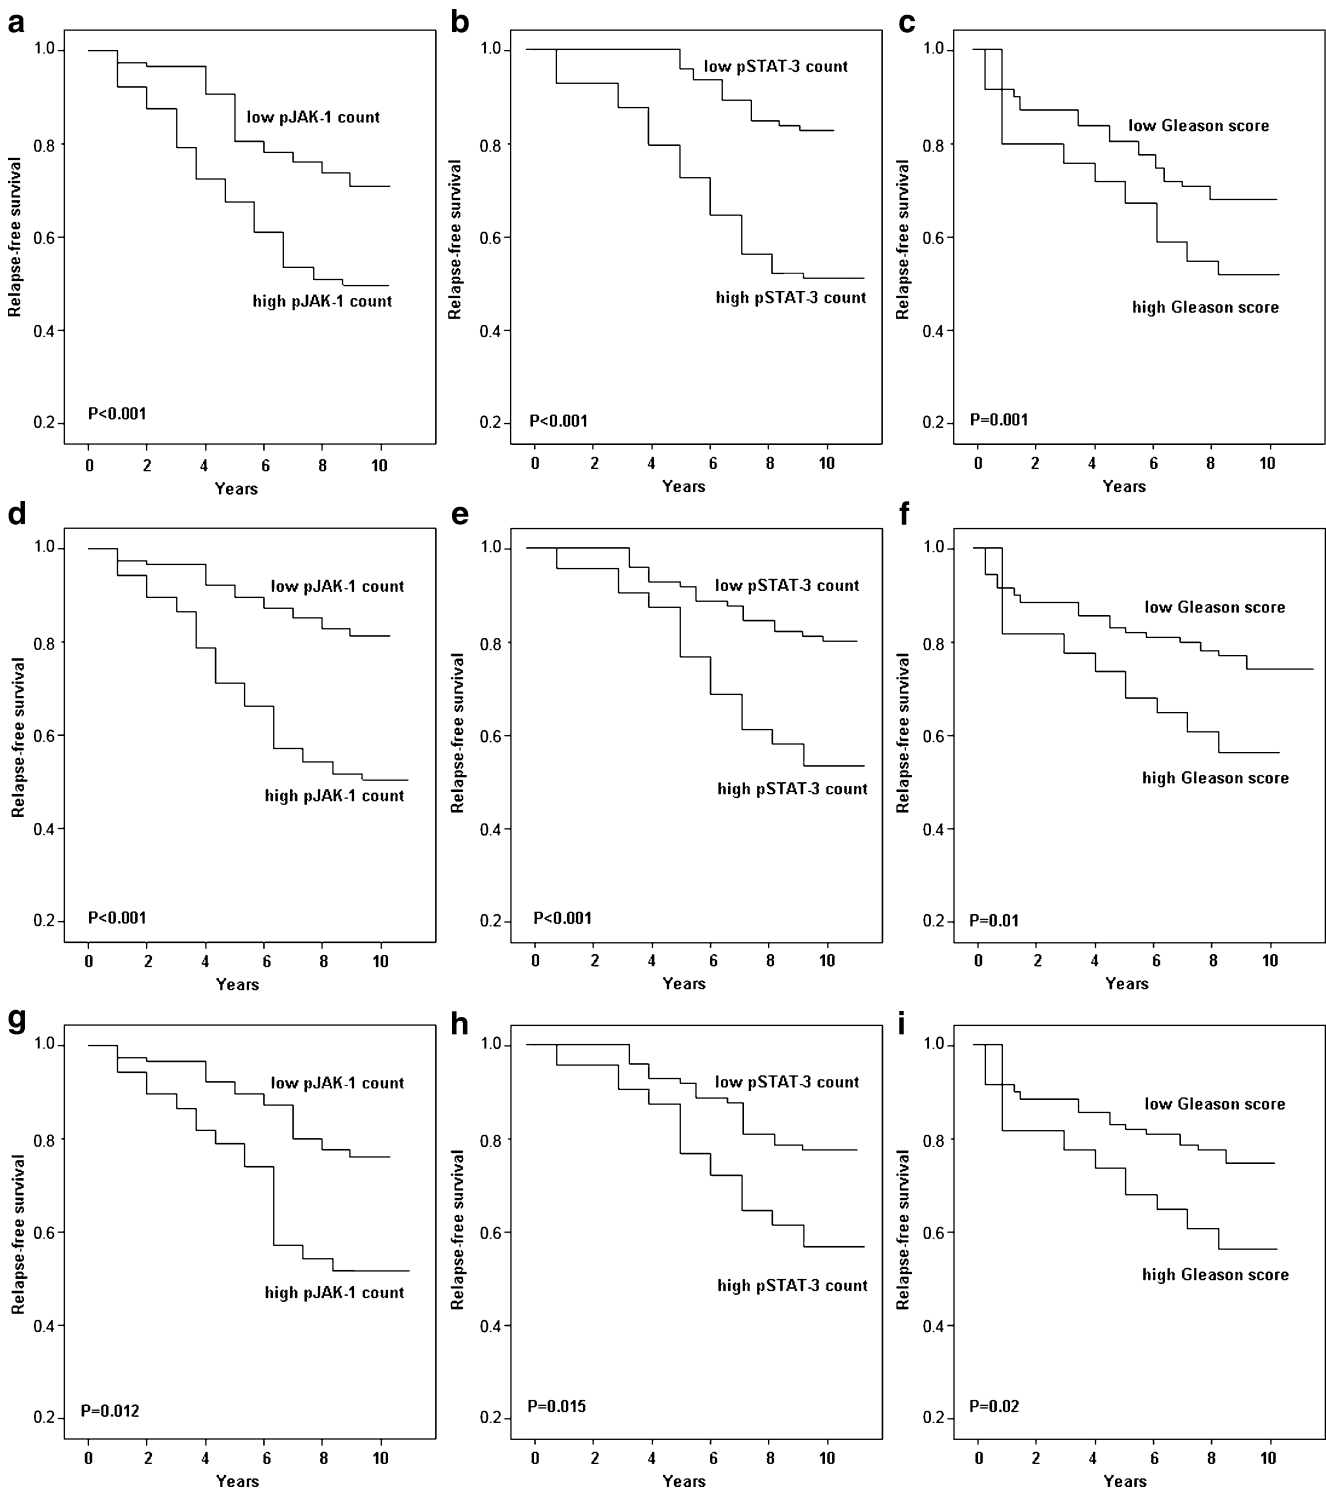 a
Relapse-free survival
1.0
0.8
0.6
0.4
0.2
low pJAK-1 count
high pJAK-1 count
P<0.001
0 2 4 6 8 10
Years
b
Relapse-free survival
1.0
0.8
0.6
0.4
0.2
low pSTAT-3 count
high pSTAT-3 count
P<0.001
0 2 4 6 8 10
Years
c
Relapse-free survival
1.0
0.8
0.6
0.4
0.2
low Gleason score
high Gleason score
P=0.001
0 2 4 6 8 10
Years
d
Relapse-free survival
1.0
0.8
0.6
0.4
0.2
low pJAK-1 count
high pJAK-1 count
P<0.001
0 2 4 6 8 10
Years
e
Relapse-free survival
1.0
0.8
0.6
0.4
0.2
low pSTAT-3 count
high pSTAT-3 count
P<0.001
0 2 4 6 8 10
Years
f
Relapse-free survival
1.0
0.8
0.6
0.4
0.2
low Gleason score
high Gleason score
P=0.01
0 2 4 6 8 10
Years
g
Relapse-free survival
1.0
0.8
0.6
0.4
0.2
low pJAK-1 count
high pJAK-1 count
P=0.012
0 2 4 6 8 10
Years
h
Relapse-free survival
1.0
0.8
0.6
0.4
0.2
low pSTAT-3 count
high pSTAT-3 count
P=0.015
0 2 4 6 8 10
Years
i
Relapse-free survival
1.0
0.8
0.6
0.4
0.2
low Gleason score
high Gleason score
P=0.02
0 2 4 6 8 10
Years